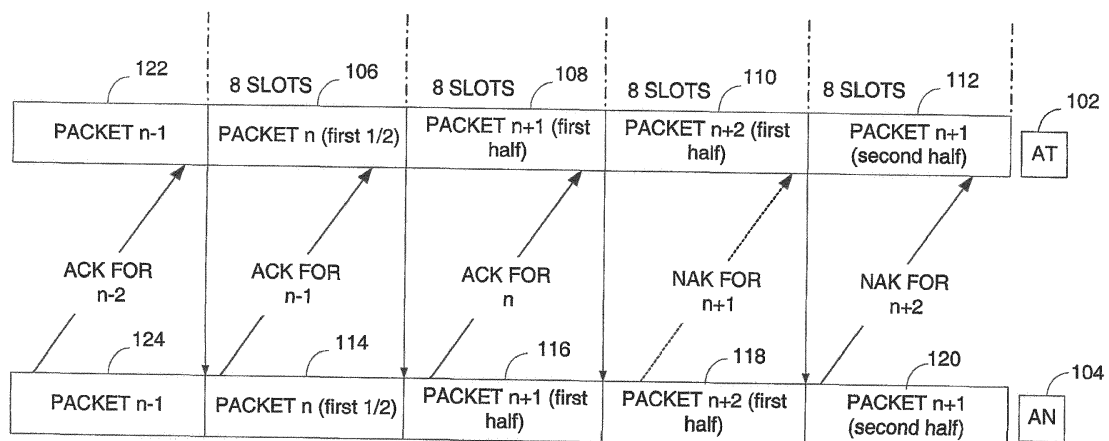 122
8 SLOTS 106
8 SLOTS 108
8 SLOTS 110
8 SLOTS 112
102
PACKET n-1
PACKET n (first 1/2)
PACKET n+1 (first
half)
PACKET n+2 (first
half)
PACKET n+1
(second half)
AT
ACK FOR
n-2
ACK FOR
n-1
ACK FOR
n
NAK FOR
n+1
NAK FOR
n+2
124
114
116
118
120
104
PACKET n-1
PACKET n (first 1/2)
PACKET n+1 (first
half)
PACKET n+2 (first
half)
PACKET n+1
(second half)
AN